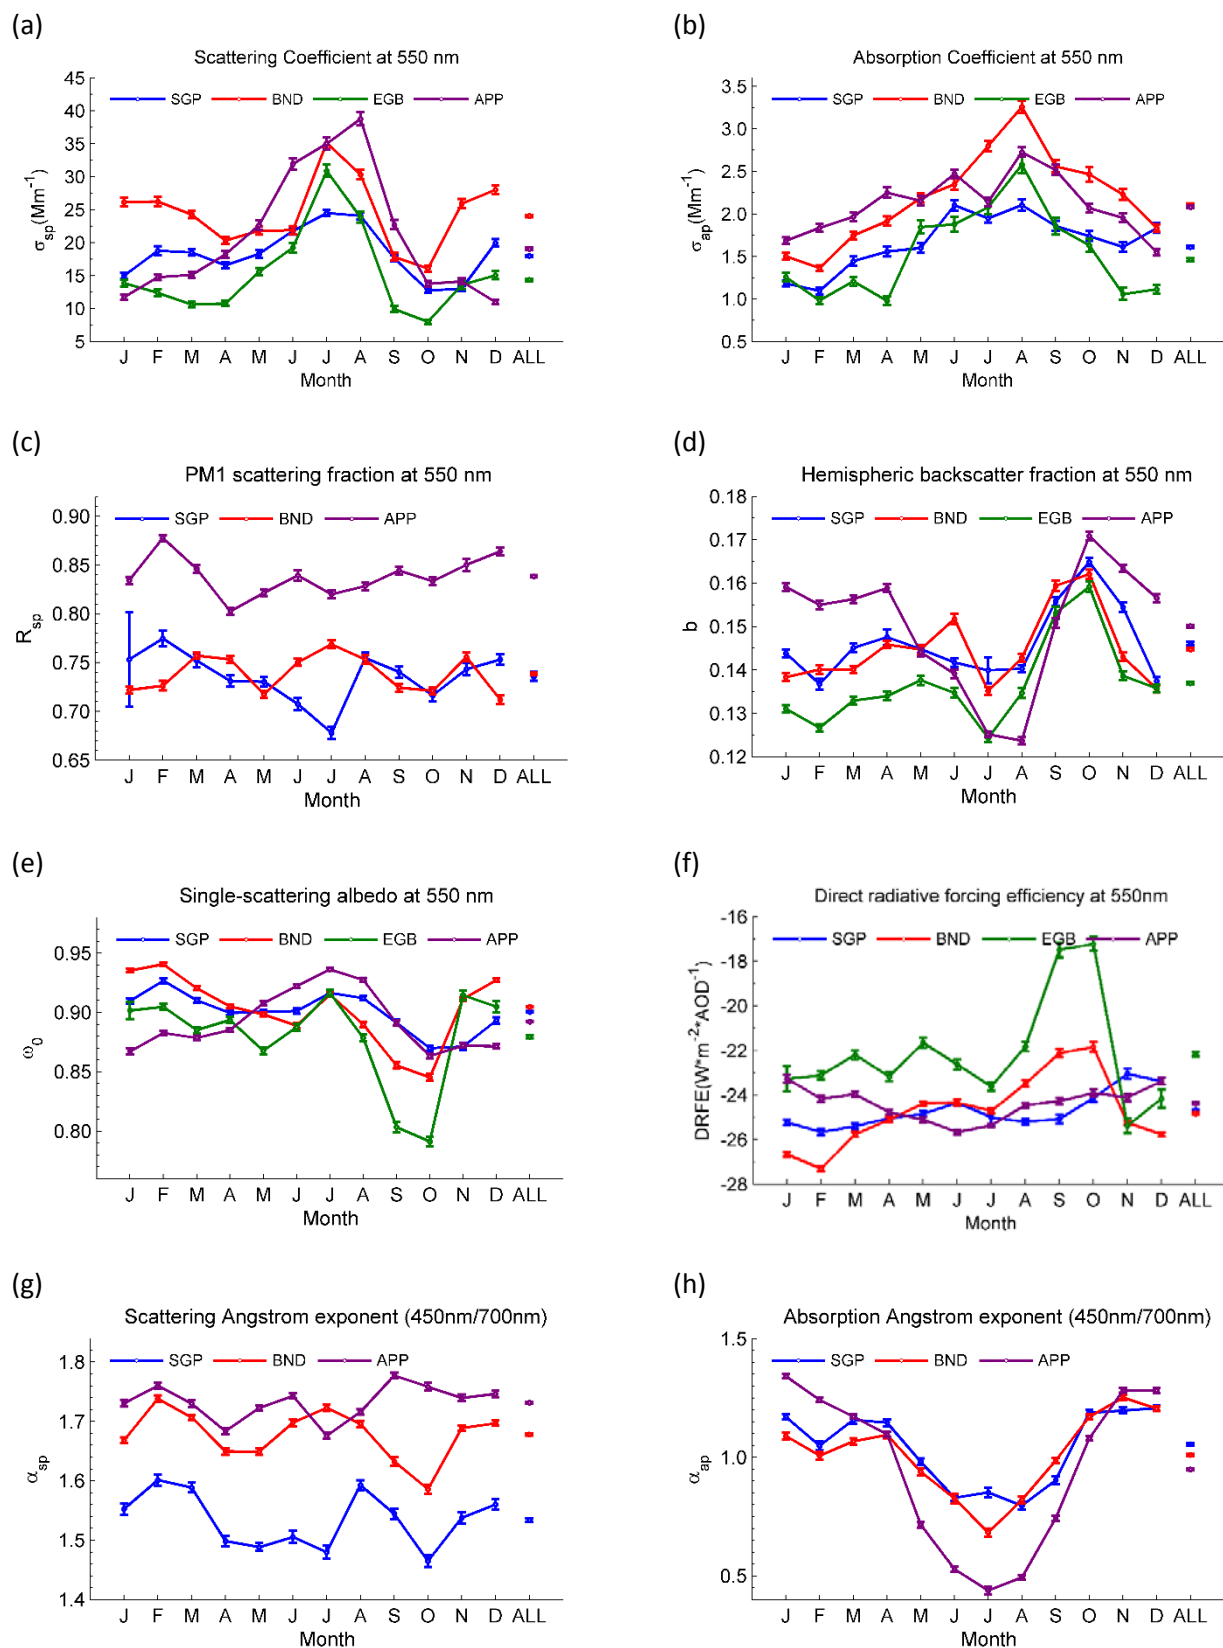 (a)
Scattering Coefficient at 550 nm
SGP BND EGB APP
σsp(Mm-1)
45
40
35
30
25
20
15
10
5
J F M A M J J A S O N D ALL
Month
(b)
Absorption Coefficient at 550 nm
SGP BND EGB APP
σap(Mm-1)
3.5
3.0
2.5
2.0
1.5
1.0
0.5
J F M A M J J A S O N D ALL
Month
(c)
PM1 scattering fraction at 550 nm
SGP BND APP
Rsp
0.90
0.85
0.80
0.75
0.70
0.65
J F M A M J J A S O N D ALL
Month
(d)
Hemispheric backscatter fraction at 550 nm
SGP BND EGB APP
b
0.18
0.17
0.16
0.15
0.14
0.13
0.12
J F M A M J J A S O N D ALL
Month
(e)
Single-scattering albedo at 550 nm
SGP BND EGB APP
ω0
0.95
0.90
0.85
0.80
J F M A M J J A S O N D ALL
Month
(f)
Direct radiative forcing efficiency at 550nm
SGP BND EGB APP
DRFE(W*m-2*AOD-1)
-16
-18
-20
-22
-24
-26
-28
J F M A M J J A S O N D ALL
Month
(g)
Scattering Angstrom exponent (450nm/700nm)
SGP BND APP
αsp
1.8
1.7
1.6
1.5
1.4
J F M A M J J A S O N D ALL
Month
(h)
Absorption Angstrom exponent (450nm/700nm)
SGP BND APP
αap
1.5
1.0
0.5
J F M A M J J A S O N D ALL
Month